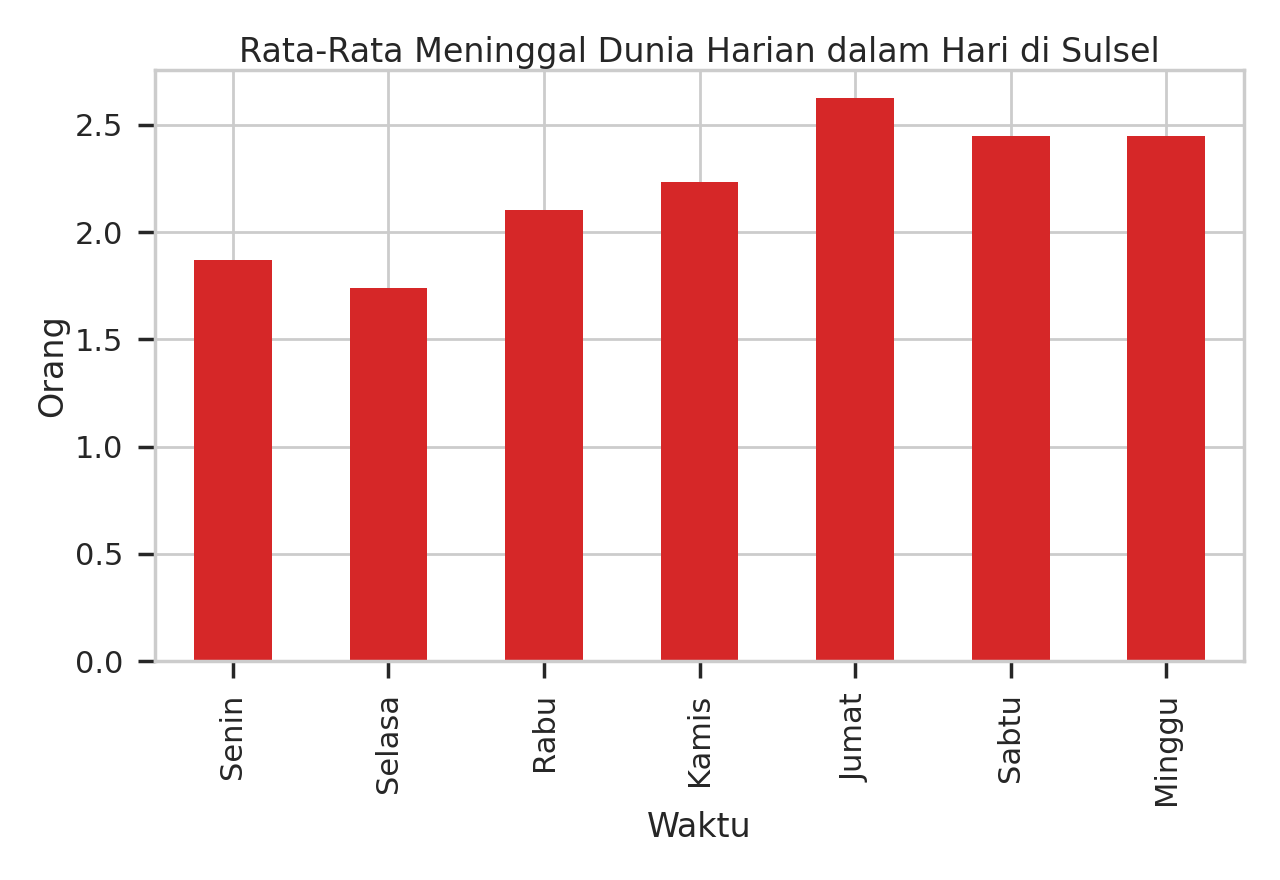 Rata-Rata Meninggal Dunia Harian dalam Hari di Sulsel
2.5
2.0
1.5
1.0
0.5
0.0
Orang
Senin
Selasa
Rabu
Kamis
Jumat
Sabtu
Minggu
Waktu